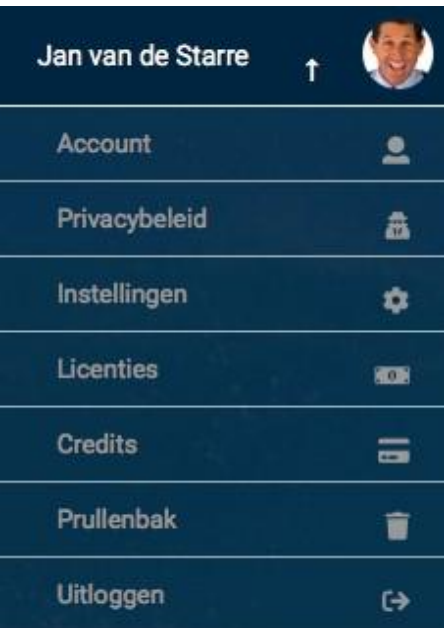 Jan van de Starre
Account
Privacybeleid
Instellingen
Licenties
Credits
Prullenbak
Uitloggen